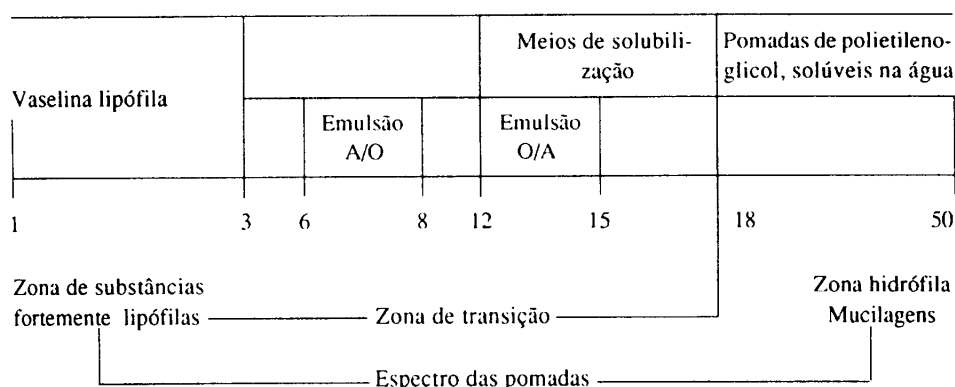 Meios de solubili-
zação
Pomadas de polietileno-
glicol, solúveis na água
Vaselina lipófila
Emulsão
A/O
Emulsão
O/A
1 3 6 8 12 15 18 50
Zona de substâncias
fortemente lipófilas
Zona de transição
Zona hidrófila
Mucilagens
Espectro das pomadas